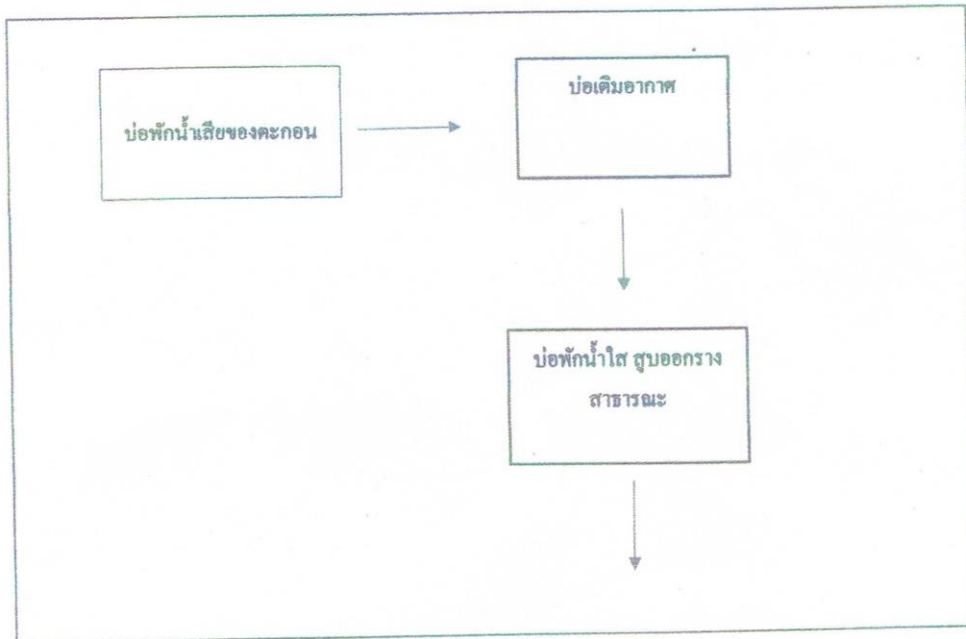 บ่อพักน้ำเสียของตะกอน
บ่อเติมอากาศ
บ่อพักน้ำใส สูบออกราง
สาธารณะ